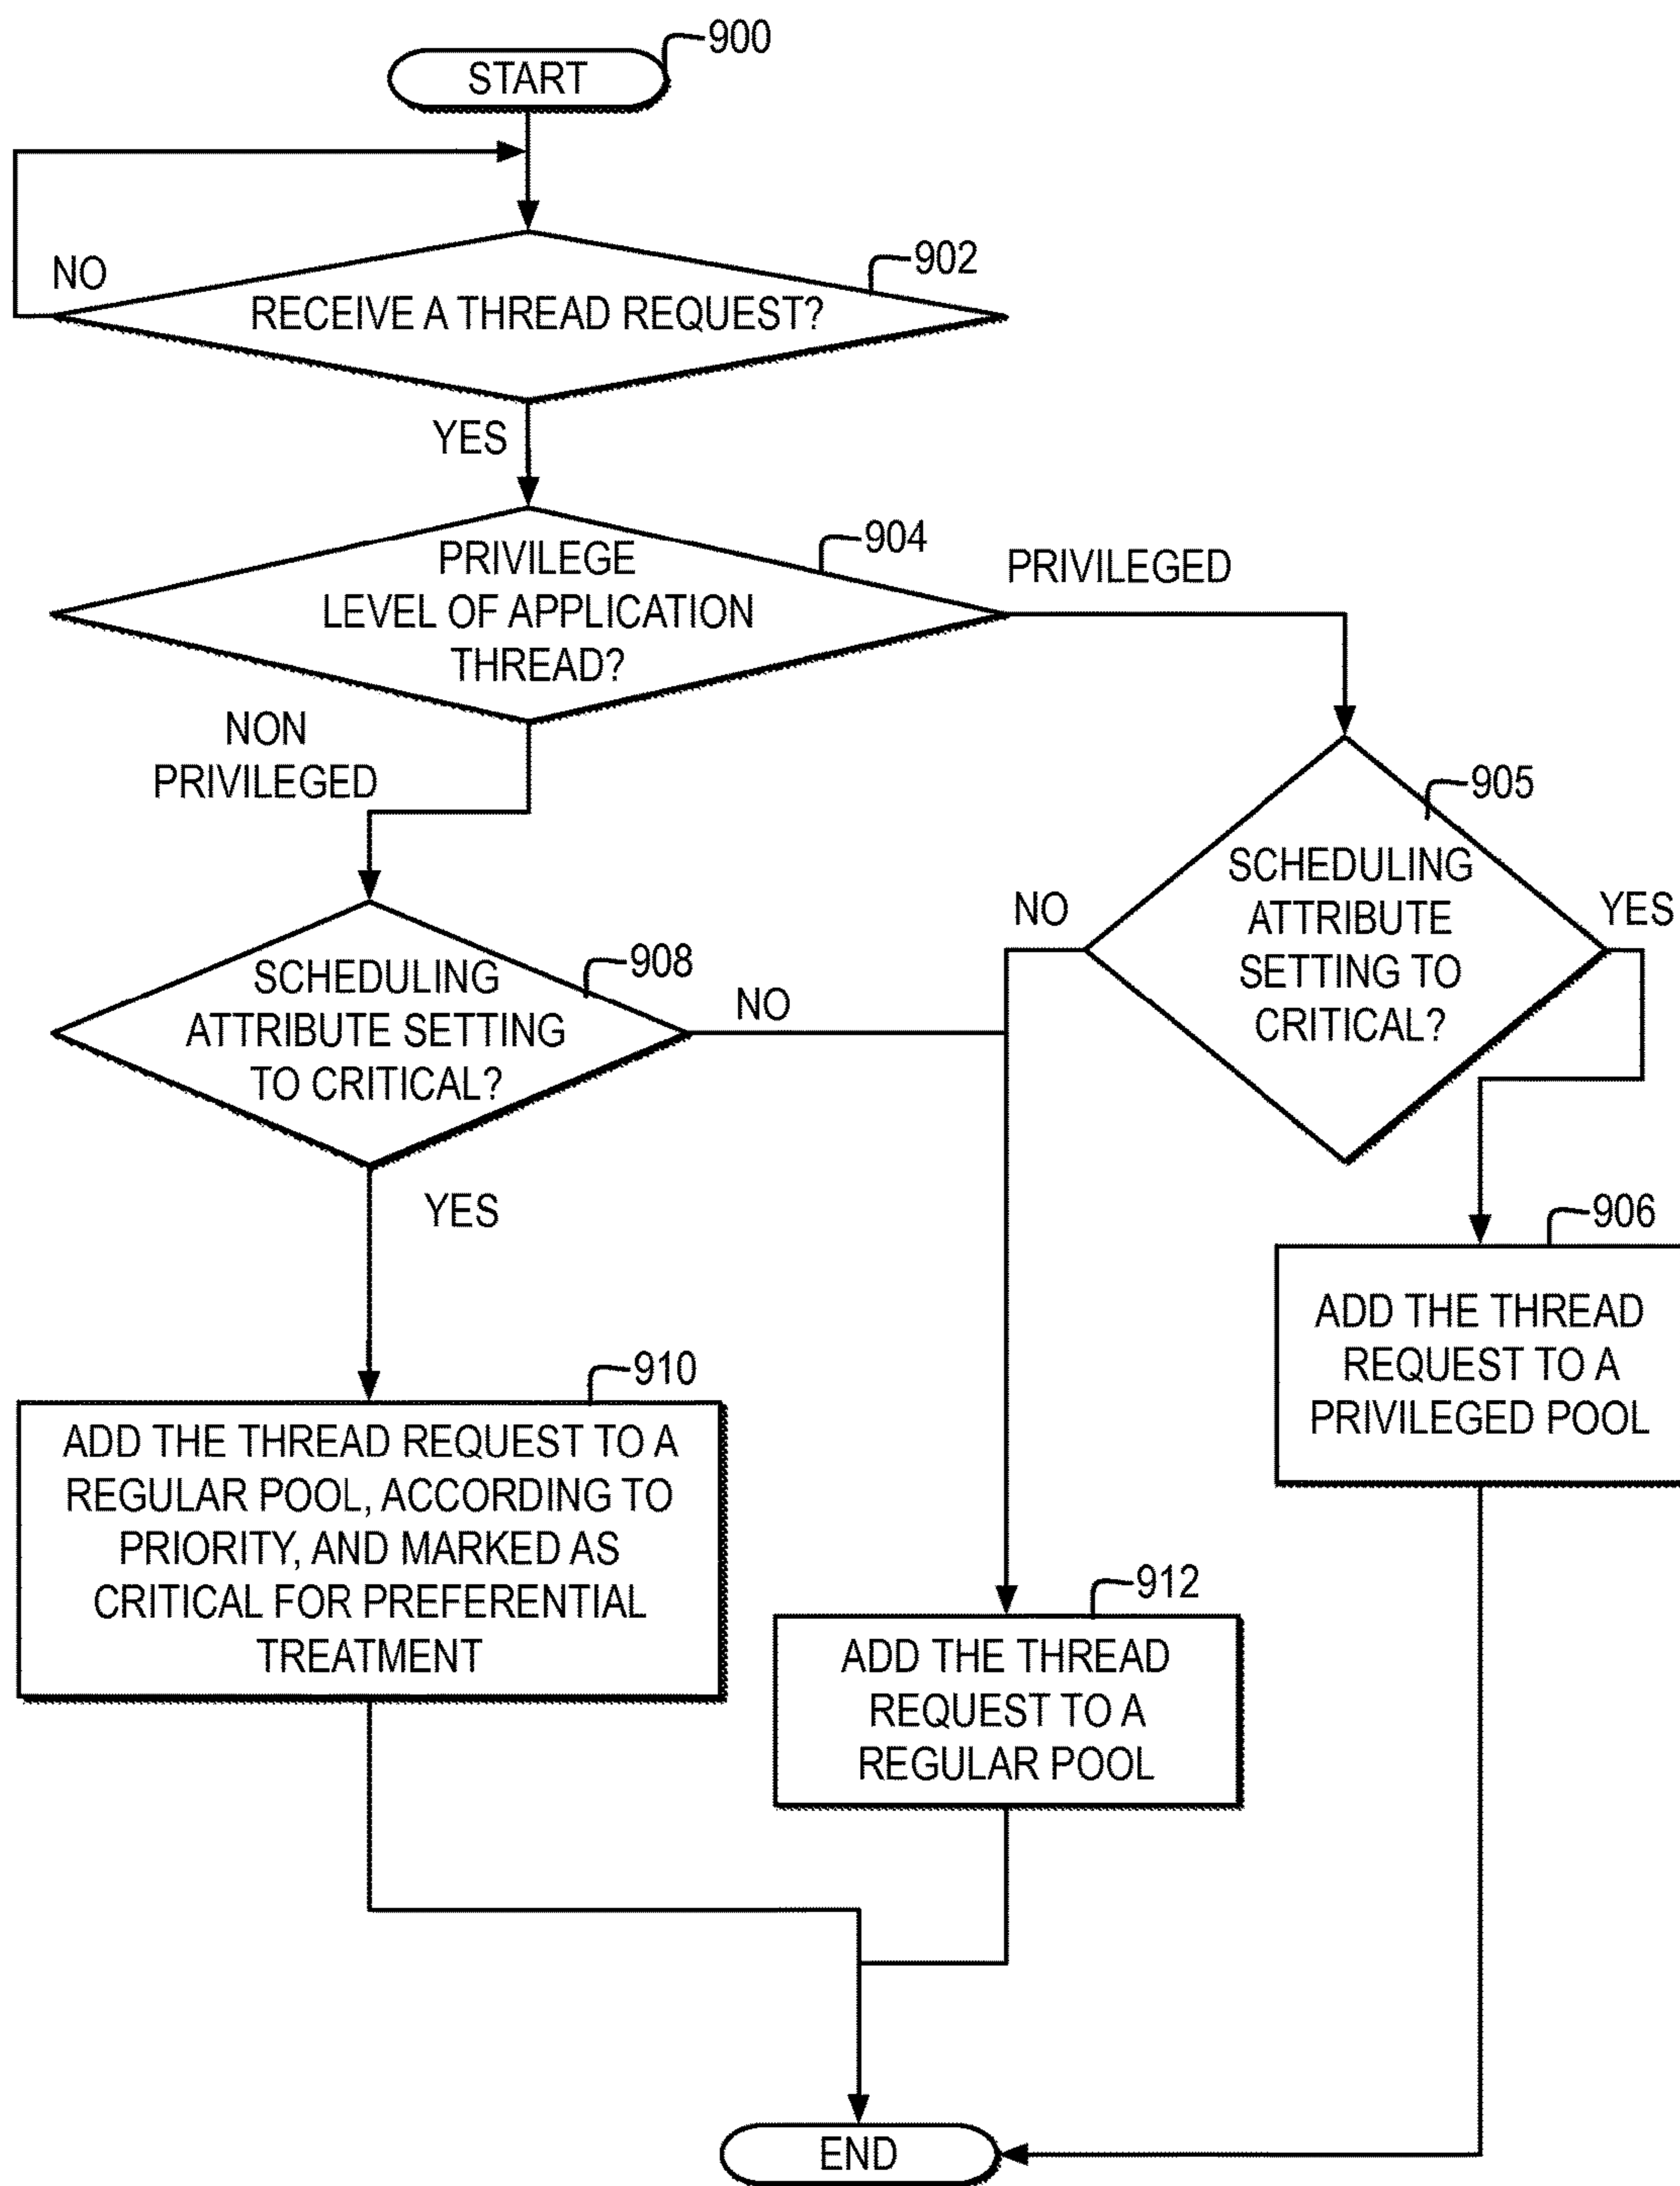 900
START
902
NO
RECEIVE A THREAD REQUEST?
YES
904
PRIVILEGE
LEVEL OF APPLICATION
THREAD?
PRIVILEGED
NON
PRIVILEGED
905
SCHEDULING
ATTRIBUTE
SETTING TO
CRITICAL?
NO
YES
908
SCHEDULING
ATTRIBUTE SETTING
TO CRITICAL?
NO
YES
906
ADD THE THREAD
REQUEST TO A
PRIVILEGED POOL
910
ADD THE THREAD REQUEST TO A
REGULAR POOL, ACCORDING TO
PRIORITY, AND MARKED AS
CRITICAL FOR PREFERENTIAL
TREATMENT
912
ADD THE THREAD
REQUEST TO A
REGULAR POOL
END